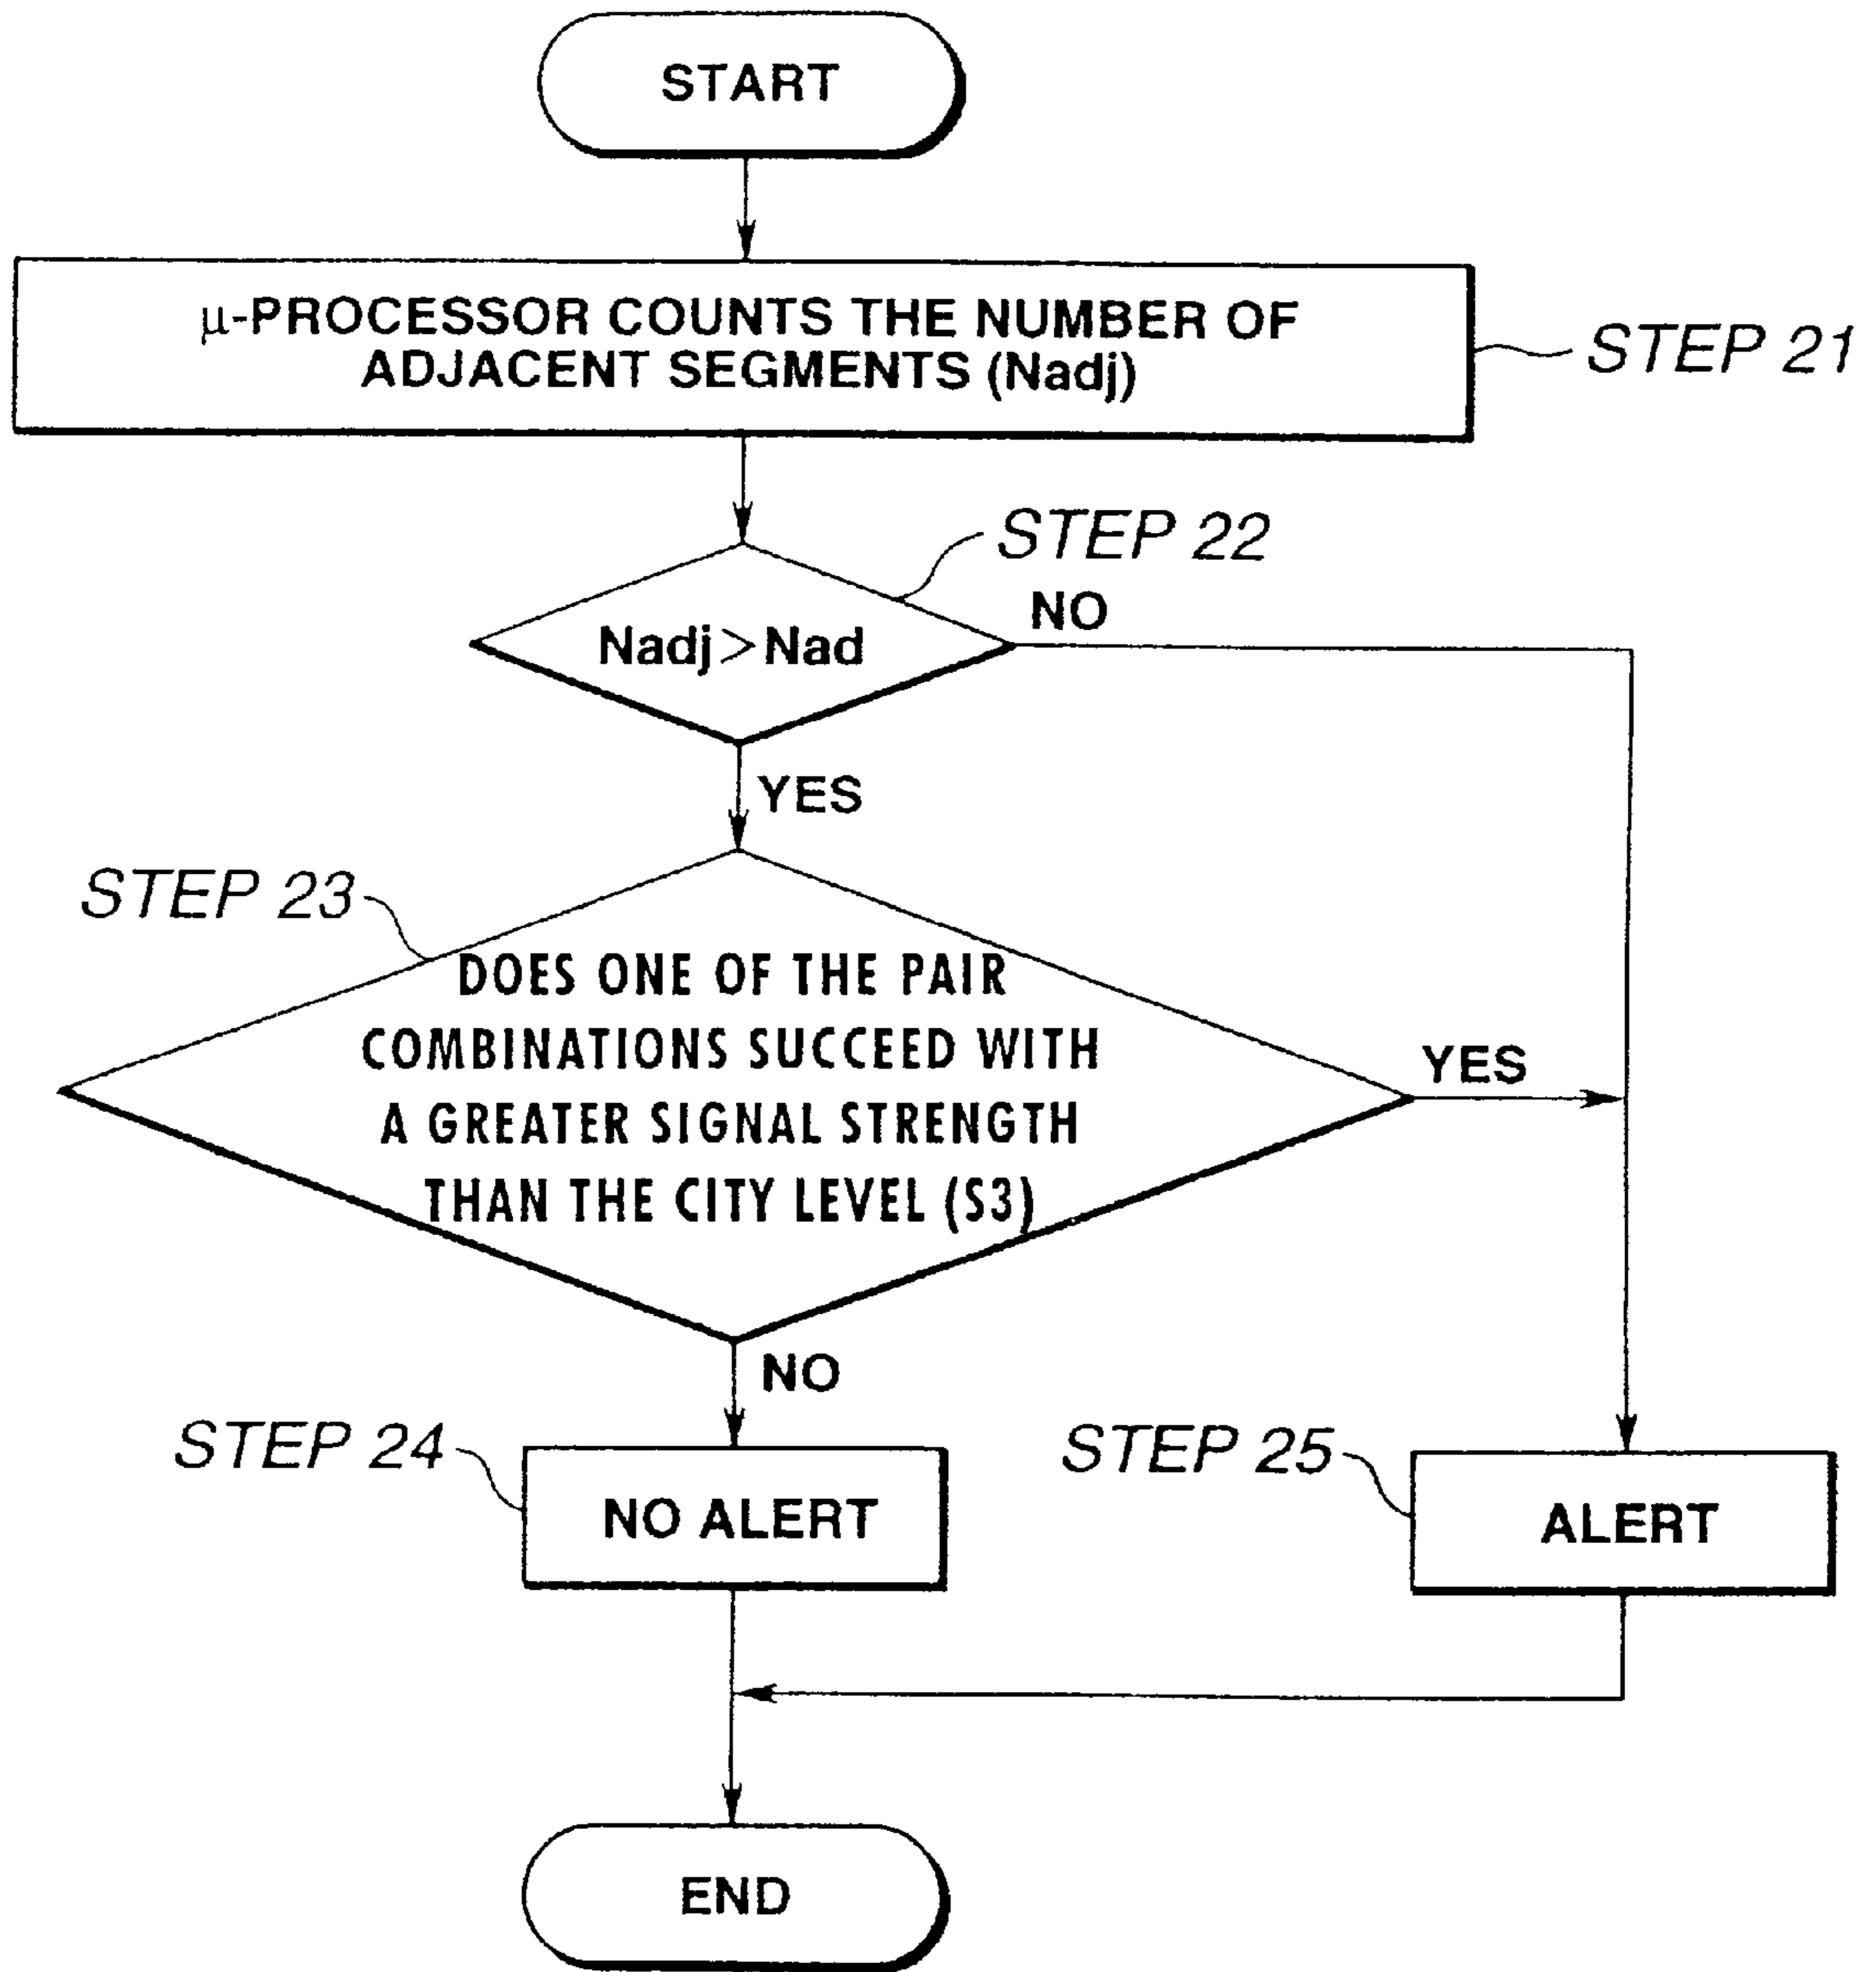 START
μ-PROCESSOR COUNTS THE NUMBER OF
ADJACENT SEGMENTS (Nadj)
STEP 21
STEP 22
Nadj>Nad
NO
YES
STEP 23
DOES ONE OF THE PAIR
COMBINATIONS SUCCEED WITH
A GREATER SIGNAL STRENGTH
THAN THE CITY LEVEL (S3)
YES
NO
STEP 24
NO ALERT
STEP 25
ALERT
END